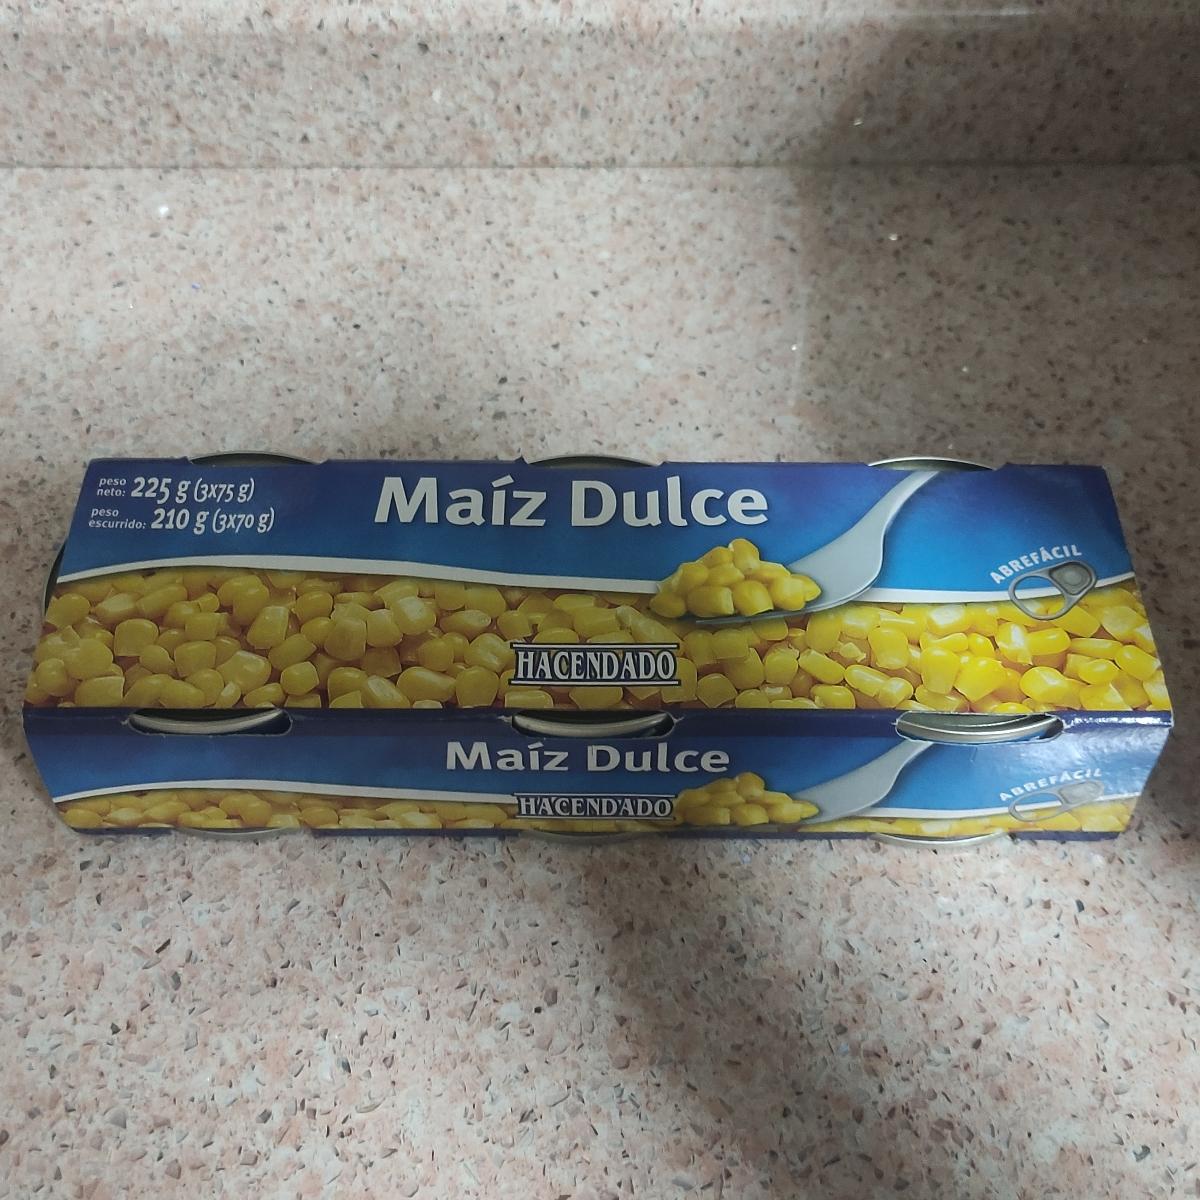 peso neto: 225 g (3x75 g)
peso escurrido: 210 g (3x70 g)
Maíz Dulce
ABREFÁCIL
HACENDADO
Maíz Dulce
ABREFÁCIL
HACENDADO